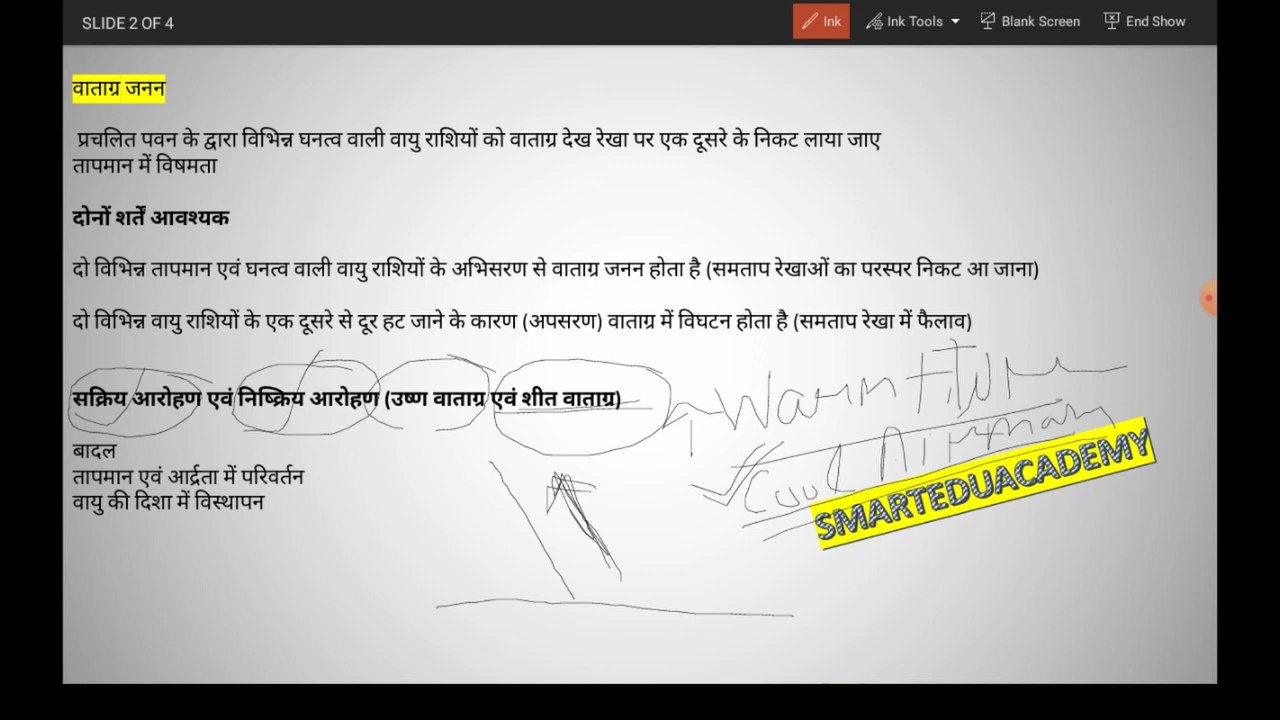 SLIDE 2 OF 4
Ink
Ink Tools
Blank Screen
End Show
वाताग्र जनन
प्रचलित पवन के द्वारा विभिन्न घनत्व वाली वायु राशियों को वाताग्र देख रेखा पर एक दूसरे के निकट लाया जाए
तापमान में विषमता
दोनों शर्तें आवश्यक
दो विभिन्न तापमान एवं घनत्व वाली वायु राशियों के अभिसरण से वाताग्र जनन होता है (समताप रेखाओं का परस्पर निकट आ जाना)
दो विभिन्न वायु राशियों के एक दूसरे से दूर हट जाने के कारण (अपसरण) वाताग्र में विघटन होता है (समताप रेखा में फैलाव)
सक्रिय आरोहण एवं निष्क्रिय आरोहण (उष्ण वाताग्र एवं शीत वाताग्र)
Warm
बादल
तापमान एवं आर्द्रता में परिवर्तन
वायु की दिशा में विस्थापन
SMARTEDUACADEMY